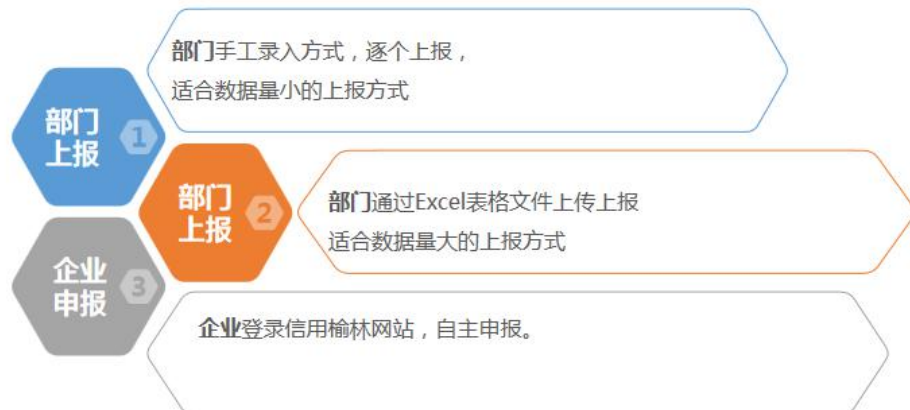 部门手工录入方式，逐个上报，
适合数据量小的上报方式
部门
上报
1
部门
上报
2
部门通过Excel表格文件上传上报
适合数据量大的上报方式
企业
申报
3
企业登录信用榆林网站，自主申报。